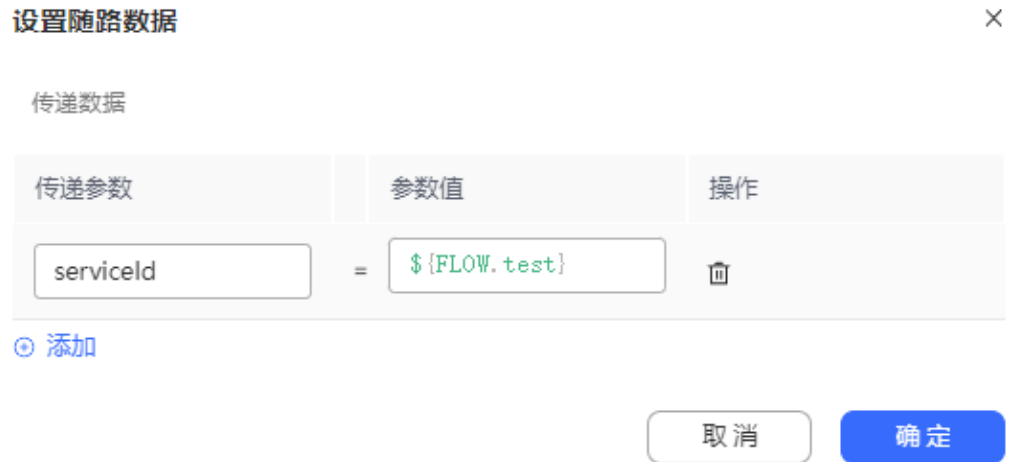 设置随路数据
传递数据
传递参数 参数值 操作
serviceId = ${FLOW.test}
添加
取消 确定